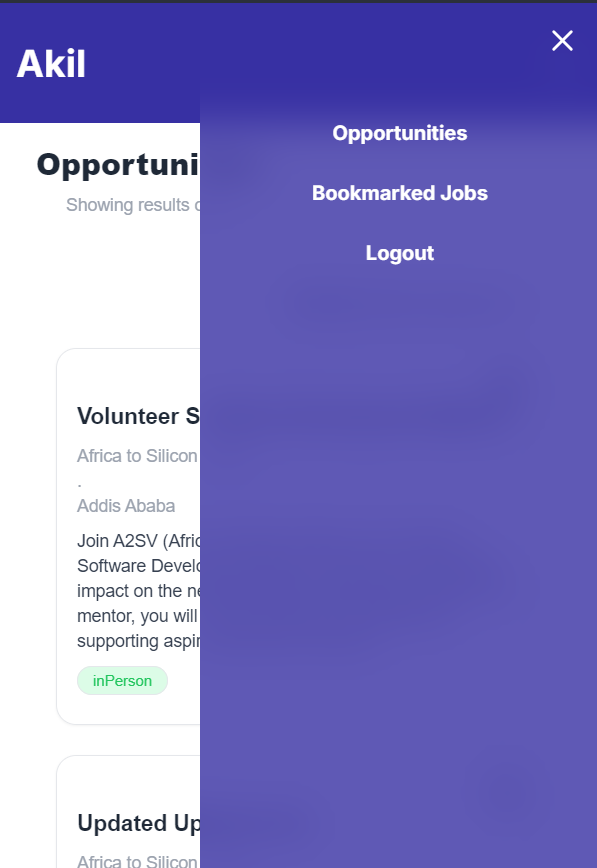 Akil
Opportunities
Bookmarked Jobs
Logout
Opportuni
Showing results
Volunteer S
Africa to Silicon
.
Addis Ababa
Join A2SV (Afric
Software Develo
impact on the ne
mentor, you will
supporting aspir
inPerson
Updated Up
Africa to Silicon